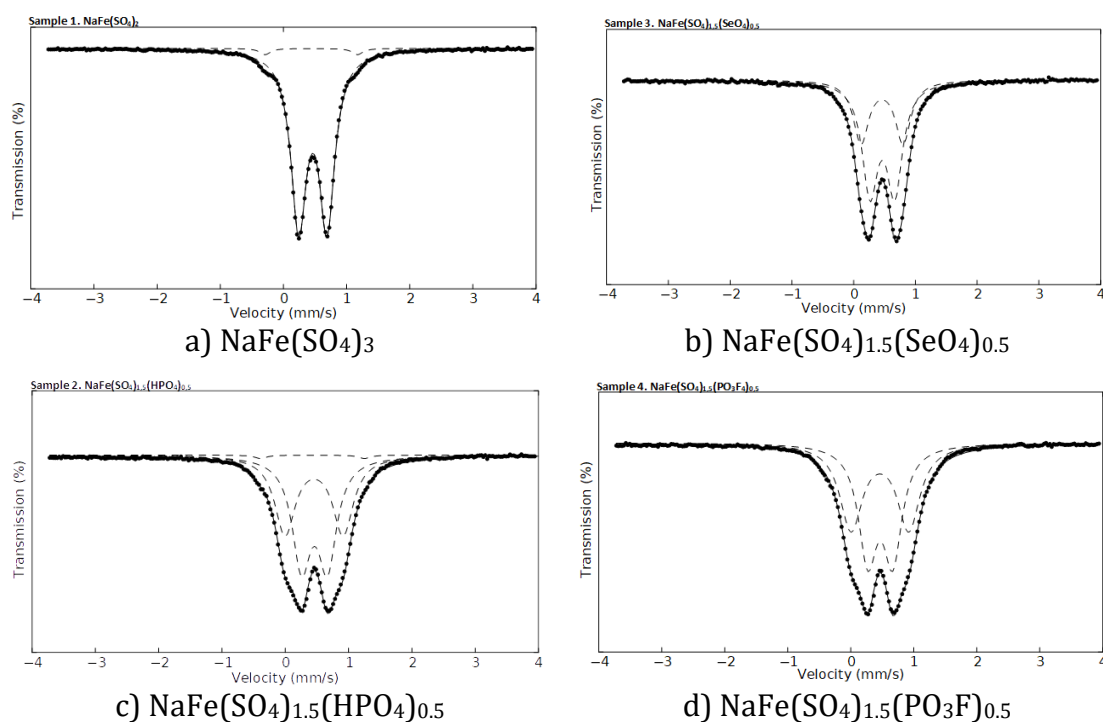 Sample 1. NaFe(SO₄)₂
Transmission (%)
−4 −3 −2 −1 0 1 2 3 4
Velocity (mm/s)
a) NaFe(SO₄)₃
Sample 3. NaFe(SO₄)₁.₅(SeO₄)₀.₅
Transmission (%)
−4 −3 −2 −1 0 1 2 3 4
Velocity (mm/s)
b) NaFe(SO₄)₁.₅(SeO₄)₀.₅
Sample 2. NaFe(SO₄)₁.₅(HPO₄)₀.₅
Transmission (%)
−4 −3 −2 −1 0 1 2 3 4
Velocity (mm/s)
c) NaFe(SO₄)₁.₅(HPO₄)₀.₅
Sample 4. NaFe(SO₄)₁.₅(PO₃F₄)₀.₅
Transmission (%)
−4 −3 −2 −1 0 1 2 3 4
Velocity (mm/s)
d) NaFe(SO₄)₁.₅(PO₃F)₀.₅